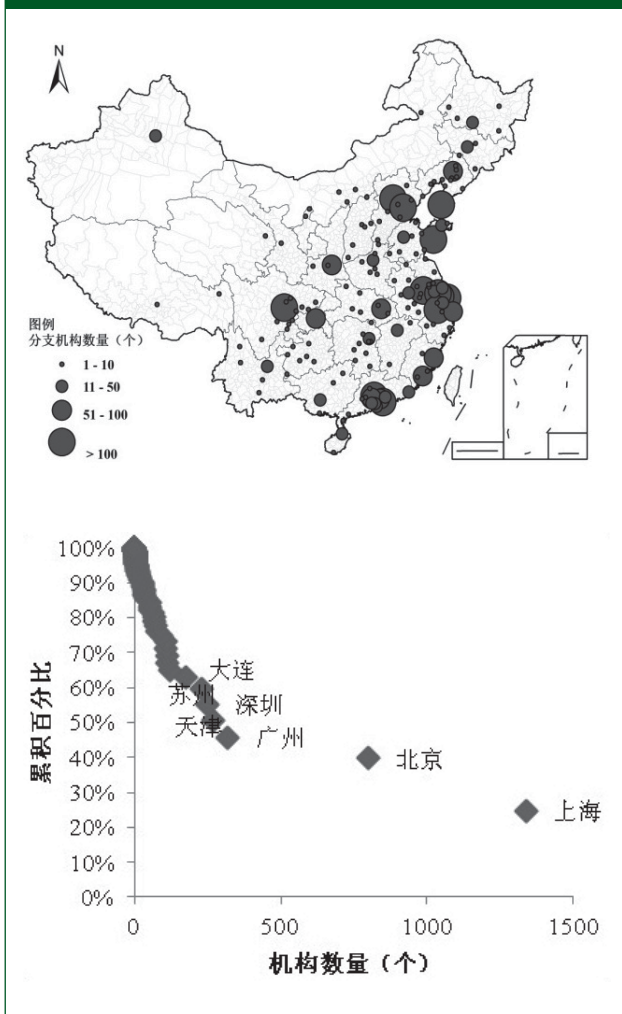 N
图例
分支机构数量（个）
1 - 10
11 - 50
51 - 100
> 100
100%
90%
80%
70%
60%
50%
40%
30%
20%
10%
0%
累积百分比
大连
苏州
深圳
天津
广州
北京
上海
0
500
1000
1500
机构数量（个）